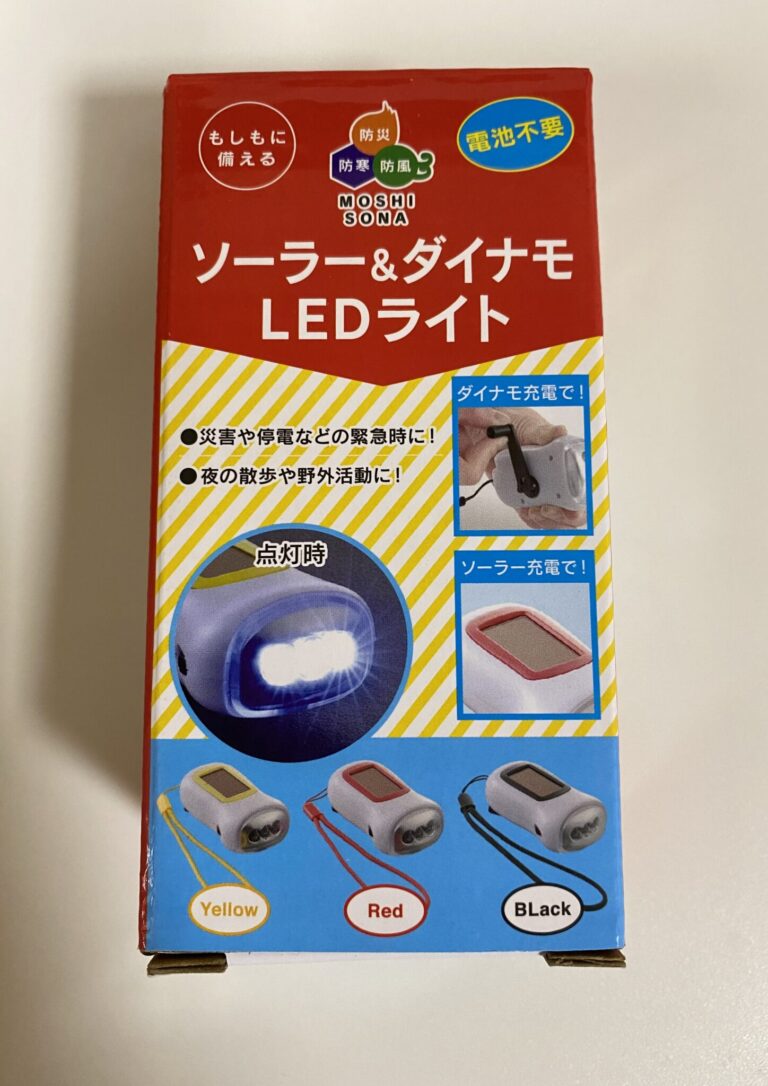 もしもに
備える
防災
防寒 防風
MOSHI
SONA
電池不要
ソーラー&ダイナモ
LEDライト
●災害や停電などの緊急時に!
●夜の散歩や野外活動に!
ダイナモ充電で!
点灯時
ソーラー充電で!
Yellow
Red
BLack